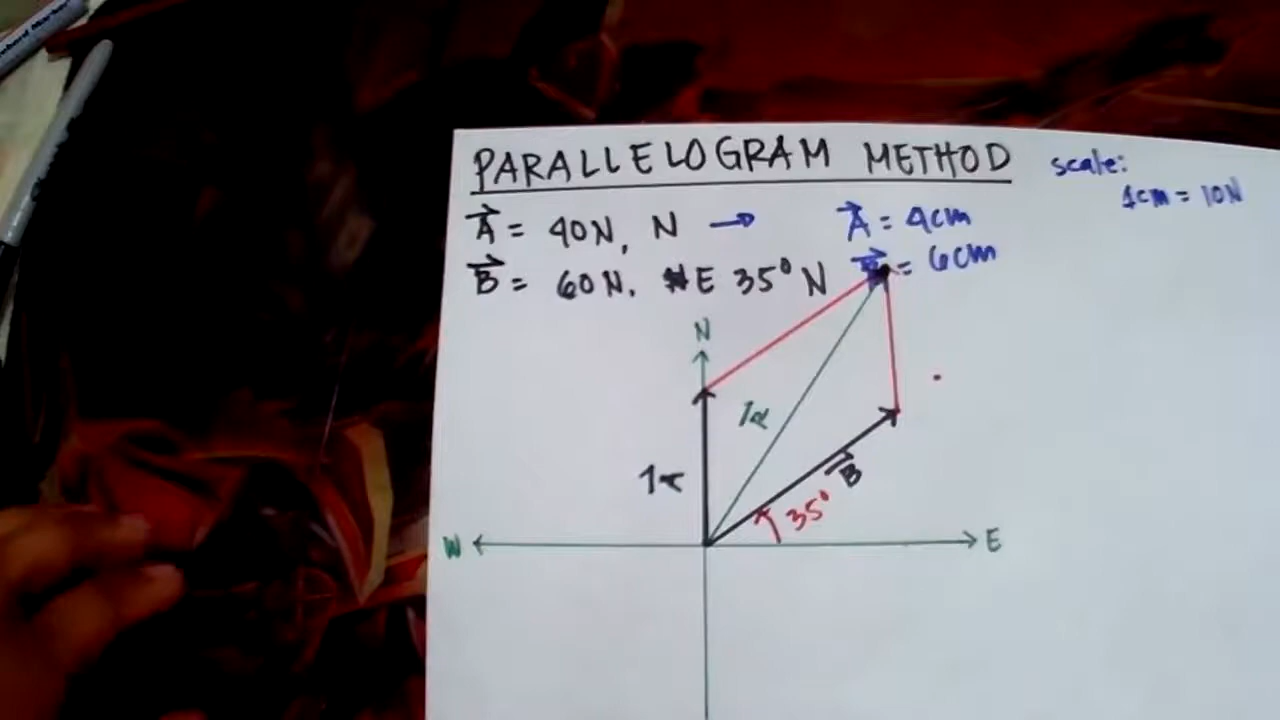 PARALLELOGRAM METHOD
scale:
1cm = 10N
A = 40N, N → A = 4cm
B = 60N. E 35° N B = 6cm
N
R
A
B
35°
W
E